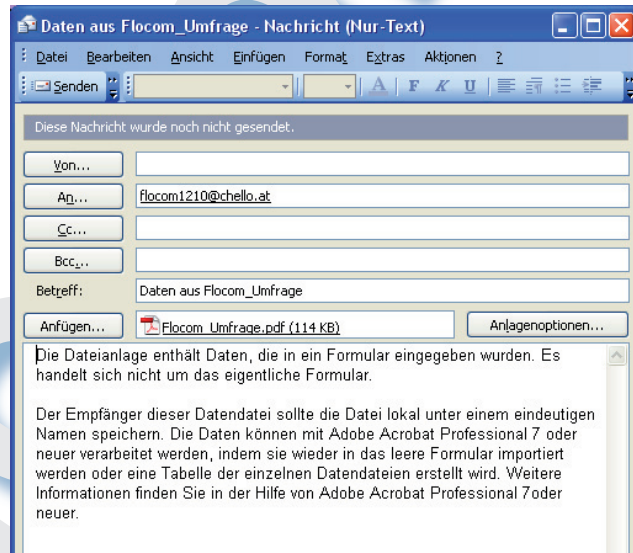 Daten aus Flocom_Umfrage - Nachricht (Nur-Text)
Datei Bearbeiten Ansicht Einfügen Format Extras Aktionen ?
Senden A F K U
Diese Nachricht wurde noch nicht gesendet.
Von...
An... flocom1210@chello.at
Cc...
Bcc...
Betreff: Daten aus Flocom_Umfrage
Anfügen... Flocom_Umfrage.pdf (114 KB) Anlagenoptionen...
Die Dateianlage enthält Daten, die in ein Formular eingegeben wurden. Es
handelt sich nicht um das eigentliche Formular.
Der Empfänger dieser Datendatei sollte die Datei lokal unter einem eindeutigen
Namen speichern. Die Daten können mit Adobe Acrobat Professional 7 oder
neuer verarbeitet werden, indem sie wieder in das leere Formular importiert
werden oder eine Tabelle der einzelnen Datendateien erstellt wird. Weitere
Informationen finden Sie in der Hilfe von Adobe Acrobat Professional 7oder
neuer.